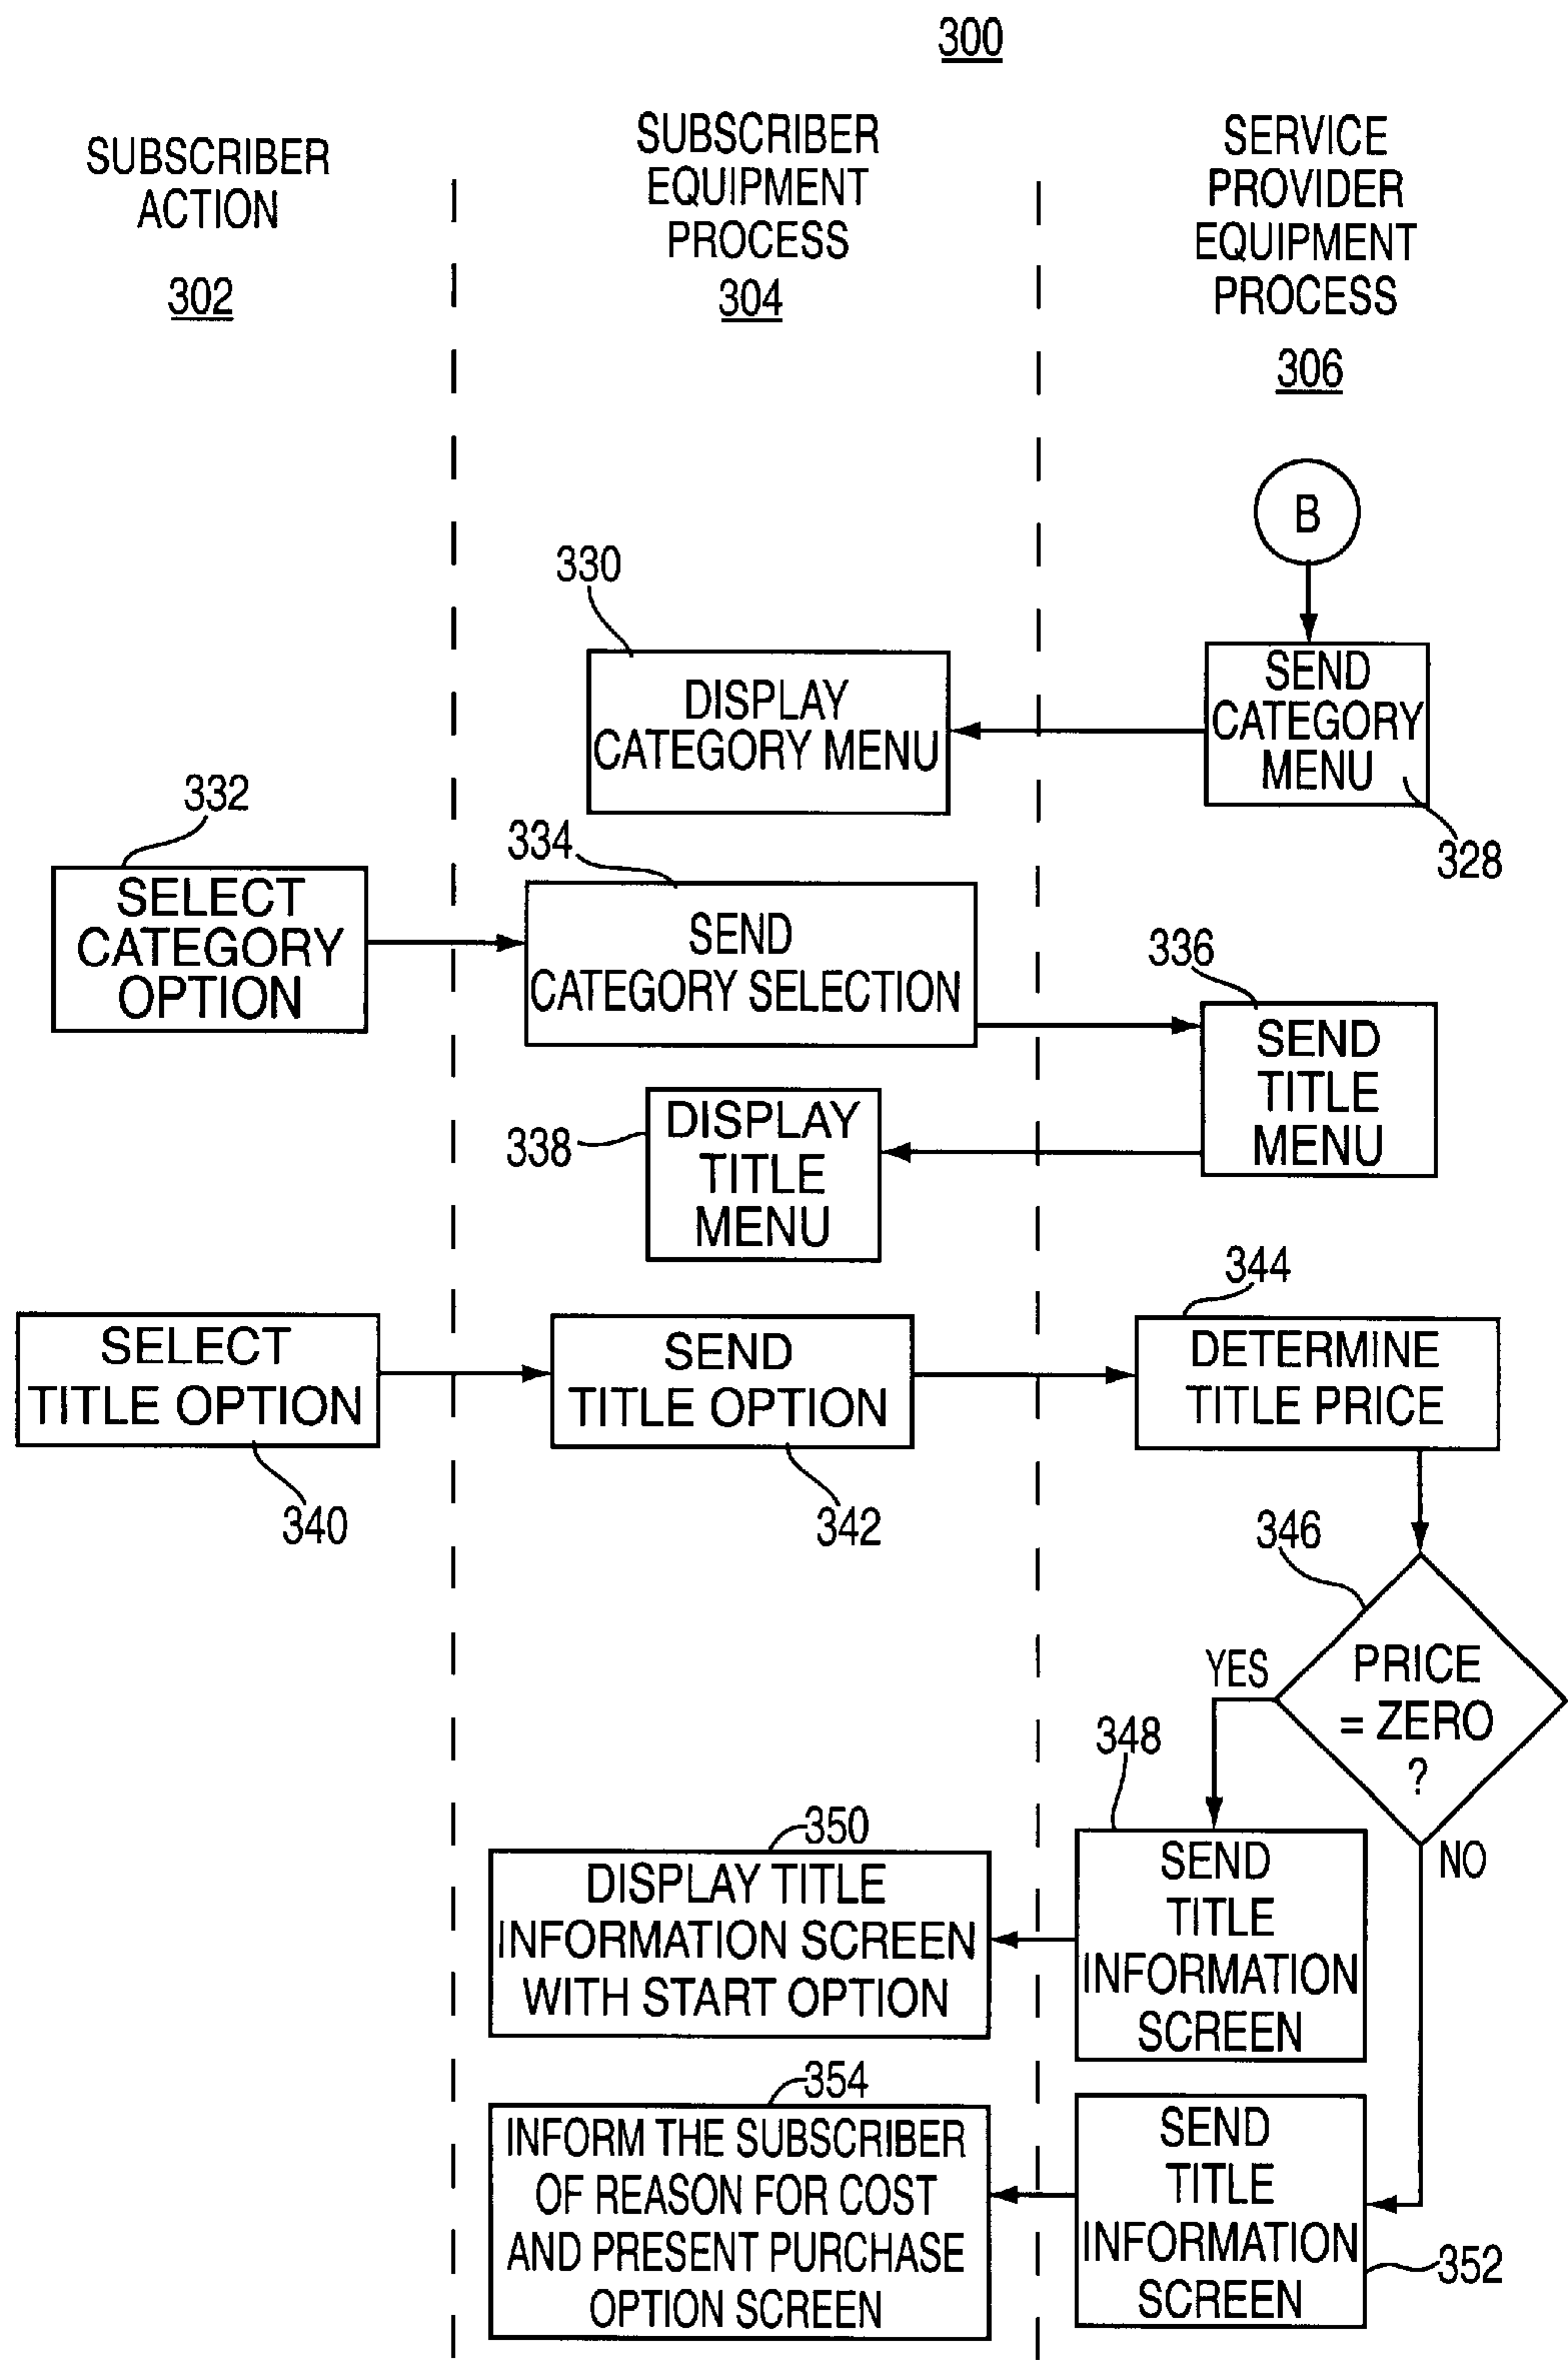 300
SUBSCRIBER
ACTION
302
SUBSCRIBER
EQUIPMENT
PROCESS
304
SERVICE
PROVIDER
EQUIPMENT
PROCESS
306
B
330
DISPLAY
CATEGORY MENU
SEND
CATEGORY
MENU
328
332
SELECT
CATEGORY
OPTION
334
SEND
CATEGORY SELECTION
336
SEND
TITLE
MENU
338
DISPLAY
TITLE
MENU
SELECT
TITLE OPTION
340
SEND
TITLE OPTION
342
344
DETERMINE
TITLE PRICE
346
PRICE
= ZERO
?
YES
NO
348
SEND
TITLE
INFORMATION
SCREEN
350
DISPLAY TITLE
INFORMATION SCREEN
WITH START OPTION
354
INFORM THE SUBSCRIBER
OF REASON FOR COST
AND PRESENT PURCHASE
OPTION SCREEN
SEND
TITLE
INFORMATION
SCREEN
352